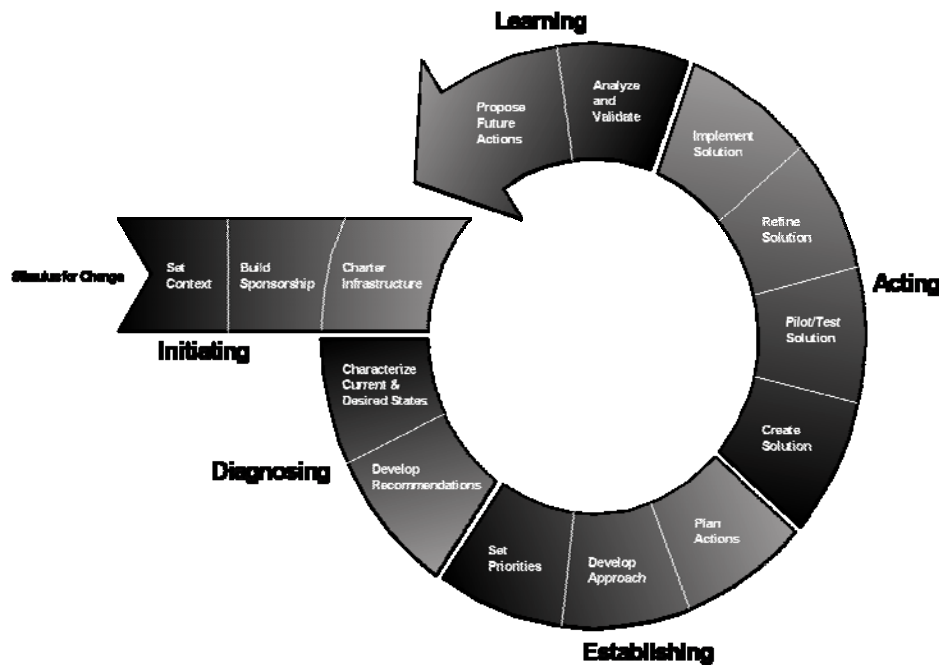 Learning
Propose
Future
Actions
Analyze
and
Validate
Implement
Solution
Refine
Solution
Acting
Pilot/Test
Solution
Create
Solution
Stimulus for Change
Set
Context
Build
Sponsorship
Charter
Infrastructure
Initiating
Characterize
Current &
Desired States
Diagnosing
Develop
Recommendations
Set
Priorities
Develop
Approach
Plan
Actions
Establishing